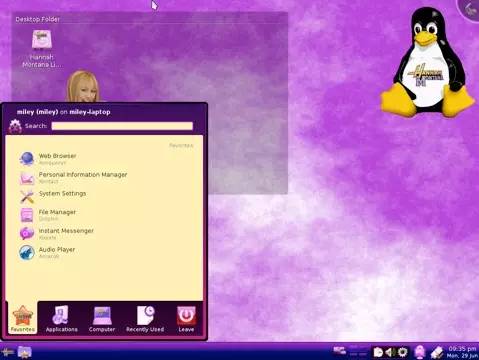 Desktop Folder
Hannah
Montana Li...
HANNAH
MONTANA
miley (miley) on miley-laptop
Search:
Favorites
Web Browser
Konqueror
Personal Information Manager
Kontact
System Settings
File Manager
Dolphin
Instant Messenger
Kopete
Audio Player
Amarok
Favorites
Applications
Computer
Recently Used
Leave
09:35 pm
Mon, 29 Jun